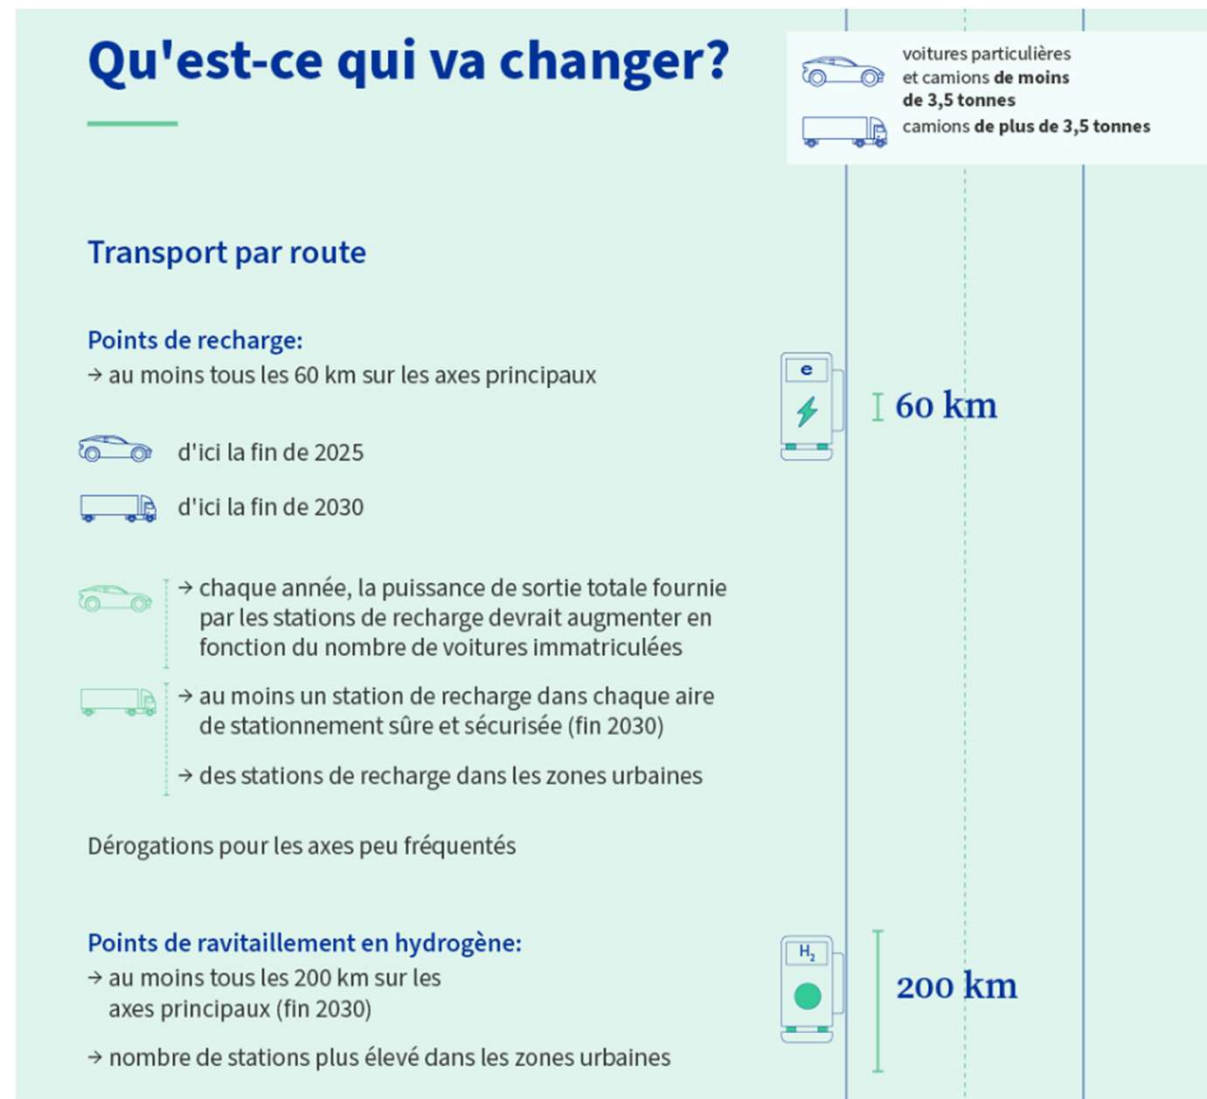 Qu'est-ce qui va changer?
voitures particulières
et camions de moins
de 3,5 tonnes
camions de plus de 3,5 tonnes
Transport par route
Points de recharge:
→ au moins tous les 60 km sur les axes principaux
e
60 km
d'ici la fin de 2025
d'ici la fin de 2030
→ chaque année, la puissance de sortie totale fournie
par les stations de recharge devrait augmenter en
fonction du nombre de voitures immatriculées
→ au moins un station de recharge dans chaque aire
de stationnement sûre et sécurisée (fin 2030)
→ des stations de recharge dans les zones urbaines
Dérogations pour les axes peu fréquentés
Points de ravitaillement en hydrogène:
→ au moins tous les 200 km sur les
axes principaux (fin 2030)
→ nombre de stations plus élevé dans les zones urbaines
H₂
200 km